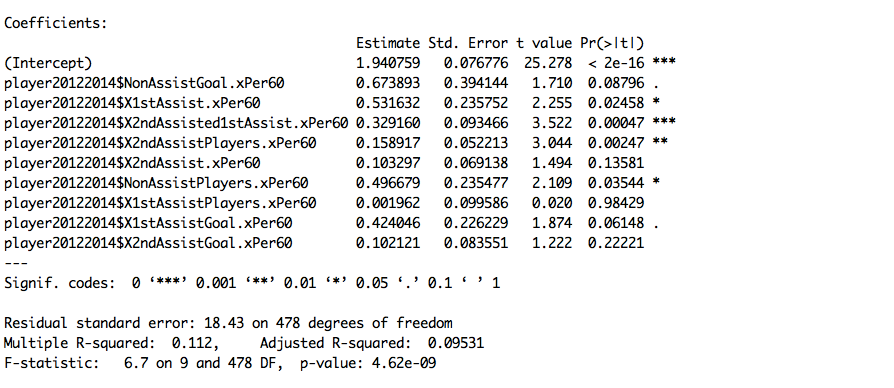 Coefficients:
Estimate Std. Error t value Pr(>|t|)
(Intercept) 1.940759 0.076776 25.278 < 2e-16 ***
player20122014$NonAssistGoal.xPer60 0.673893 0.394144 1.710 0.08796 .
player20122014$X1stAssist.xPer60 0.531632 0.235752 2.255 0.02458 *
player20122014$X2ndAssisted1stAssist.xPer60 0.329160 0.093466 3.522 0.00047 ***
player20122014$X2ndAssistPlayers.xPer60 0.158917 0.052213 3.044 0.00247 **
player20122014$X2ndAssist.xPer60 0.103297 0.069138 1.494 0.13581
player20122014$NonAssistPlayers.xPer60 0.496679 0.235477 2.109 0.03544 *
player20122014$X1stAssistPlayers.xPer60 0.001962 0.099586 0.020 0.98429
player20122014$X1stAssistGoal.xPer60 0.424046 0.226229 1.874 0.06148 .
player20122014$X2ndAssistGoal.xPer60 0.102121 0.083551 1.222 0.22221
---
Signif. codes: 0 ‘***’ 0.001 ‘**’ 0.01 ‘*’ 0.05 ‘.’ 0.1 ‘ ’ 1
Residual standard error: 18.43 on 478 degrees of freedom
Multiple R-squared: 0.112, Adjusted R-squared: 0.09531
F-statistic: 6.7 on 9 and 478 DF, p-value: 4.62e-09